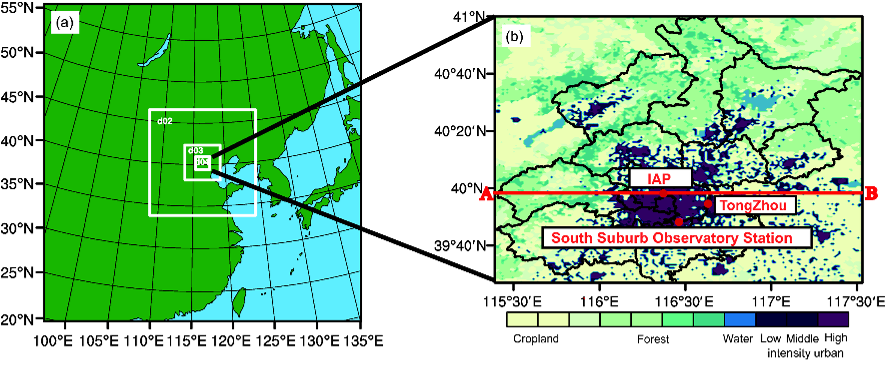 (a)
55°N
55°N
50°N
45°N
40°N
35°N
30°N
25°N
20°N
100°E 105°E 110°E 115°E 120°E 125°E 130°E 135°E
d02
d03
d04
(b)
41°N
40°40'N
40°20'N
40°N
39°40'N
A
B
IAP
TongZhou
South Suburb Observatory Station
115°30'E 116°E 116°30'E 117°E 117°30'E
Cropland Forest Water Low Middle High
intensity urban